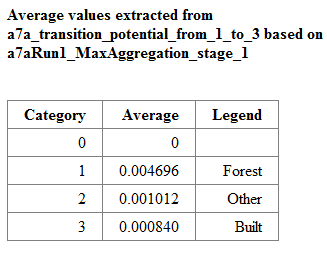 Average values extracted from
a7a_transition_potential_from_1_to_3 based on
a7aRun1_MaxAggregation_stage_1
Category Average Legend
0 0
1 0.004696 Forest
2 0.001012 Other
3 0.000840 Built